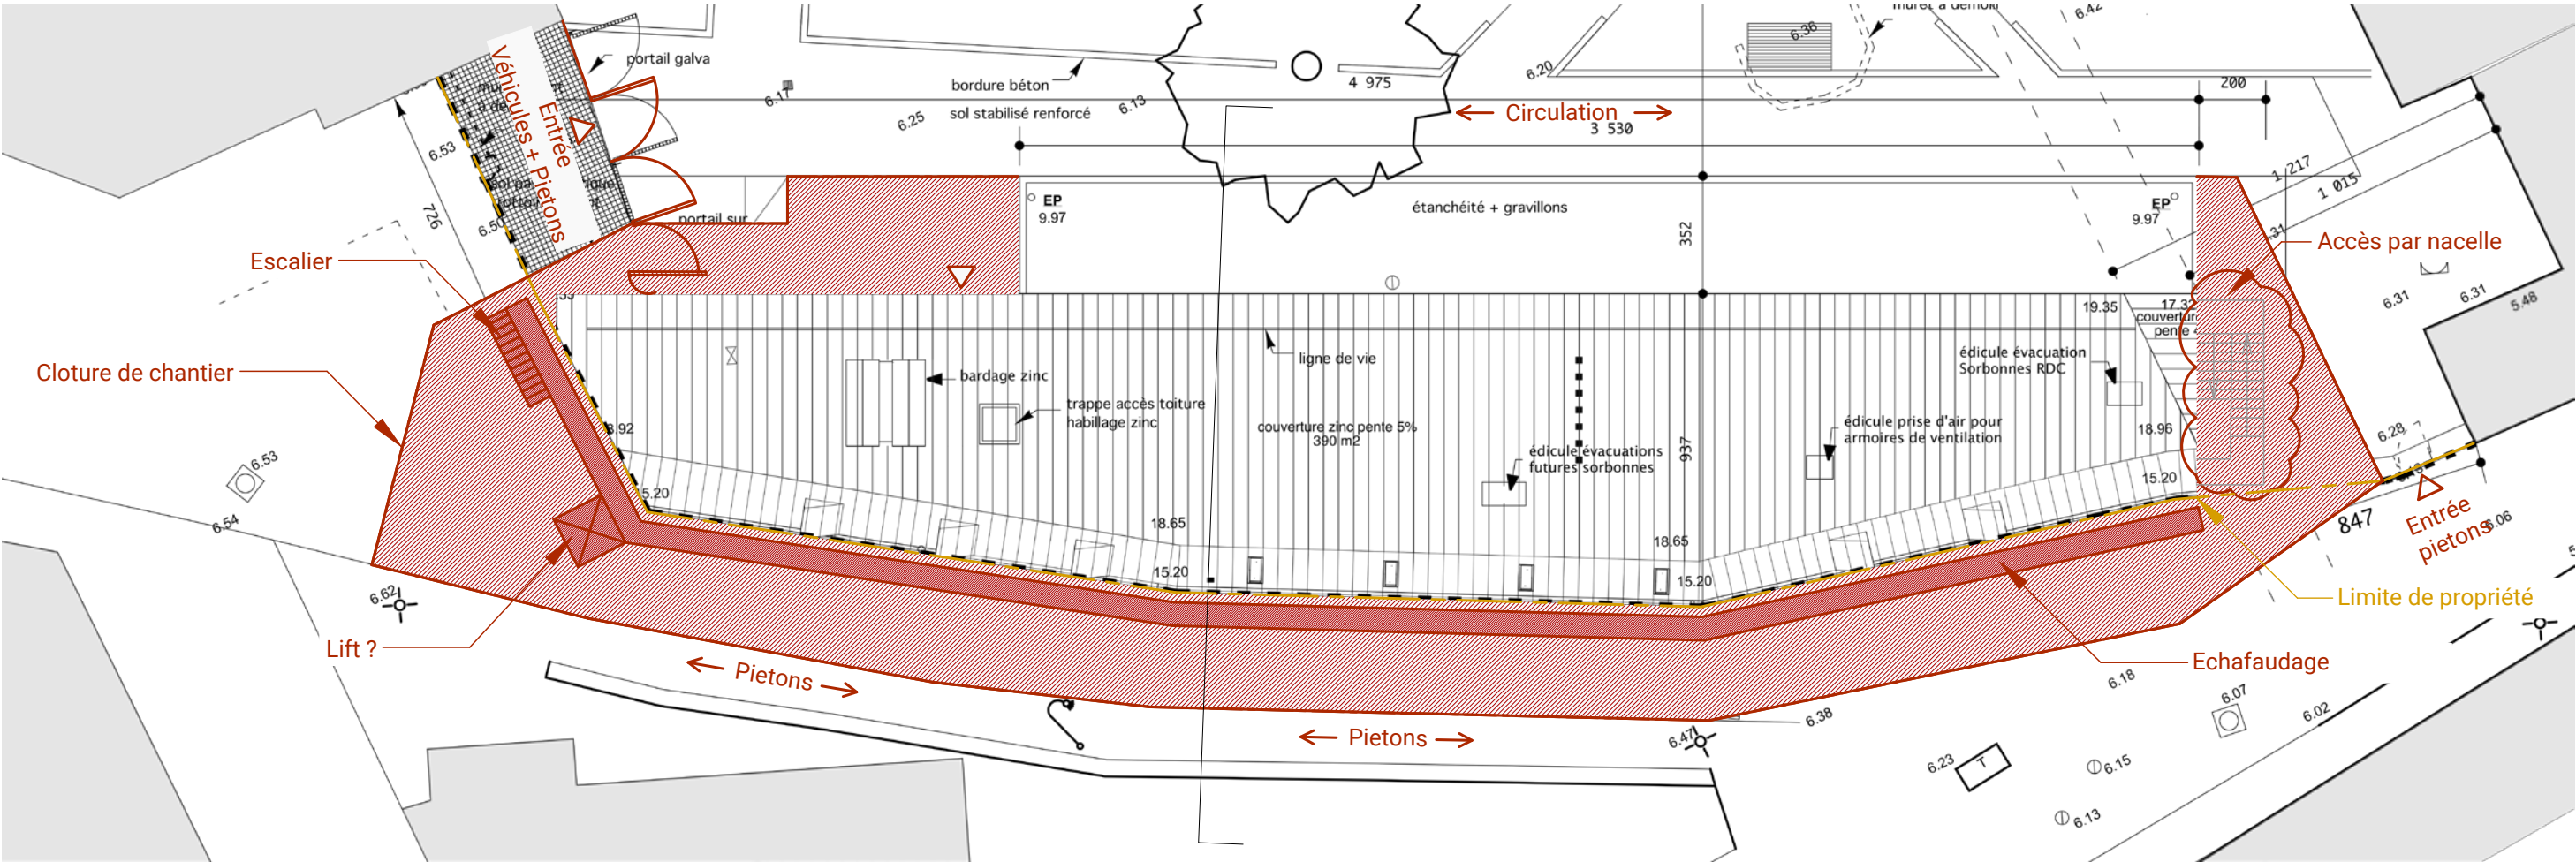 muret à démolir
6.42
6.36
portail galva
6.20
bordure béton
4 975
200
6.17
6.25
6.13
sol stabilisé renforcé
Circulation
3 530
Entrée
Véhicules + Pietons
6.53
6.50
726
1 217
1 015
EP
9.97
EP
9.97
portail sur
étanchéité + gravillons
352
Accès par nacelle
Escalier
6.31
6.31
5.48
19.35
17.32
couverture
pente
ligne de vie
édicule évacuation
Sorbonnes RDC
Cloture de chantier
bardage zinc
trappe accès toiture
habillage zinc
couverture zinc pente 5%
390 m2
édicule prise d'air pour
armoires de ventilation
18.96
6.28
937
édicule évacuations
futures sorbonnes
6.53
15.20
15.20
6.54
18.65
18.65
847
Entrée
pietons
6.06
15.20
15.20
6.62
Limite de propriété
Lift ?
Echafaudage
Pietons
6.18
6.07
6.02
6.38
Pietons
6.47
6.23
T
6.15
6.13